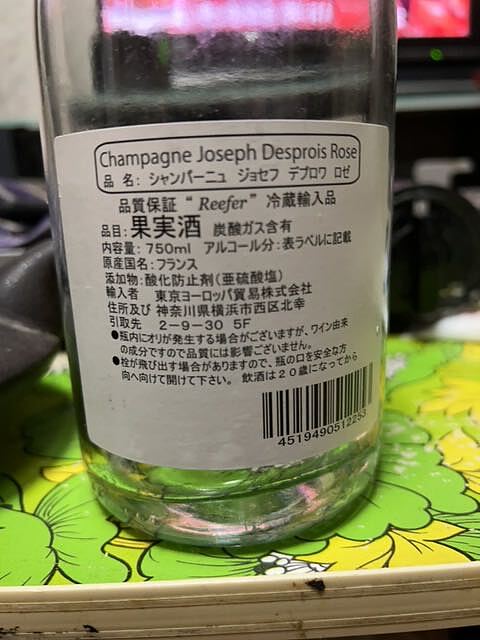 Champagne Joseph Desprois Rose
品 名: シャンパーニュ ジョセフ デプロワ ロゼ
品質保証 “Reefer” 冷蔵輸入品
品目: 果実酒 炭酸ガス含有
内容量: 750ml アルコール分:表ラベルに記載
原産国名:フランス
添加物:酸化防止剤(亜硫酸塩)
輸入者 東京ヨーロッパ貿易株式会社
住所及び 神奈川県横浜市西区北幸
引取先 2-9-30 5F
●瓶内にオリが発生する場合がございますが、ワイン由来
の成分ですので品質には影響ございません。
●栓が飛び出す場合がありますので、瓶の口を安全な方
向へ向けて開けて下さい。 飲酒は20歳になってから
4519490512253